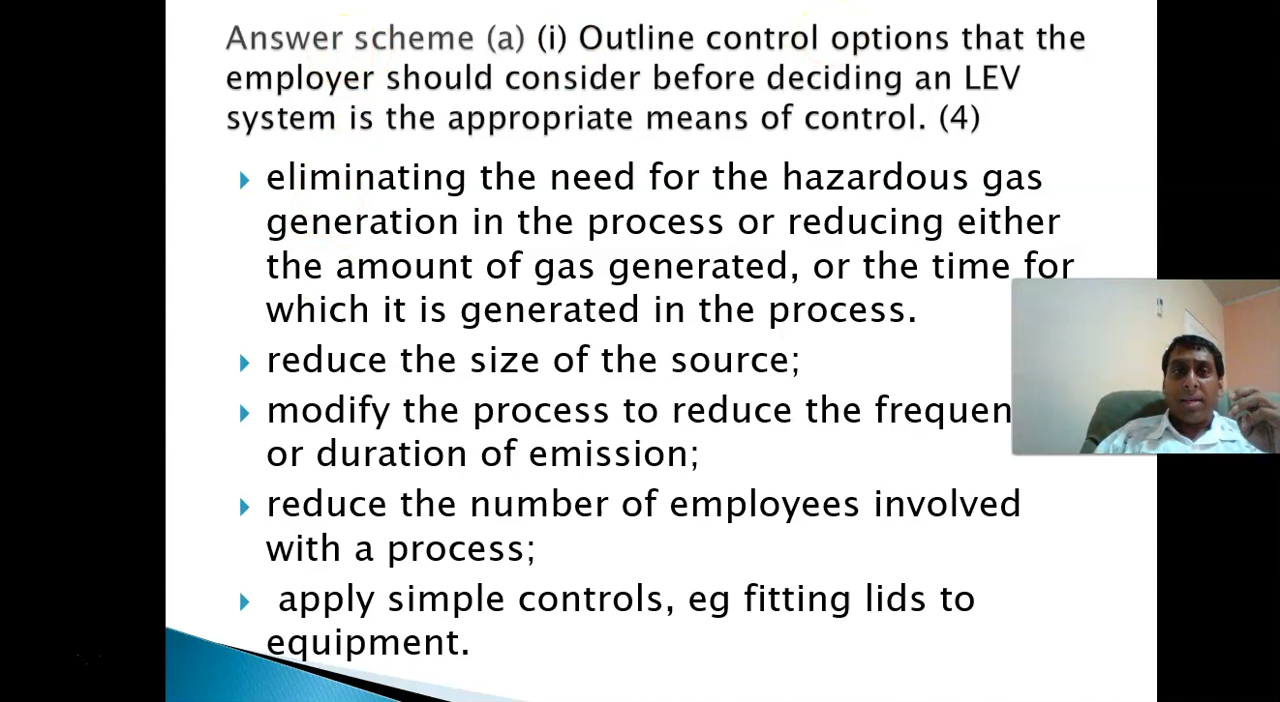 Answer scheme (a) (i) Outline control options that the
employer should consider before deciding an LEV
system is the appropriate means of control. (4)
eliminating the need for the hazardous gas
generation in the process or reducing either
the amount of gas generated, or the time for
which it is generated in the process.
reduce the size of the source;
modify the process to reduce the frequen
or duration of emission;
reduce the number of employees involved
with a process;
apply simple controls, eg fitting lids to
equipment.